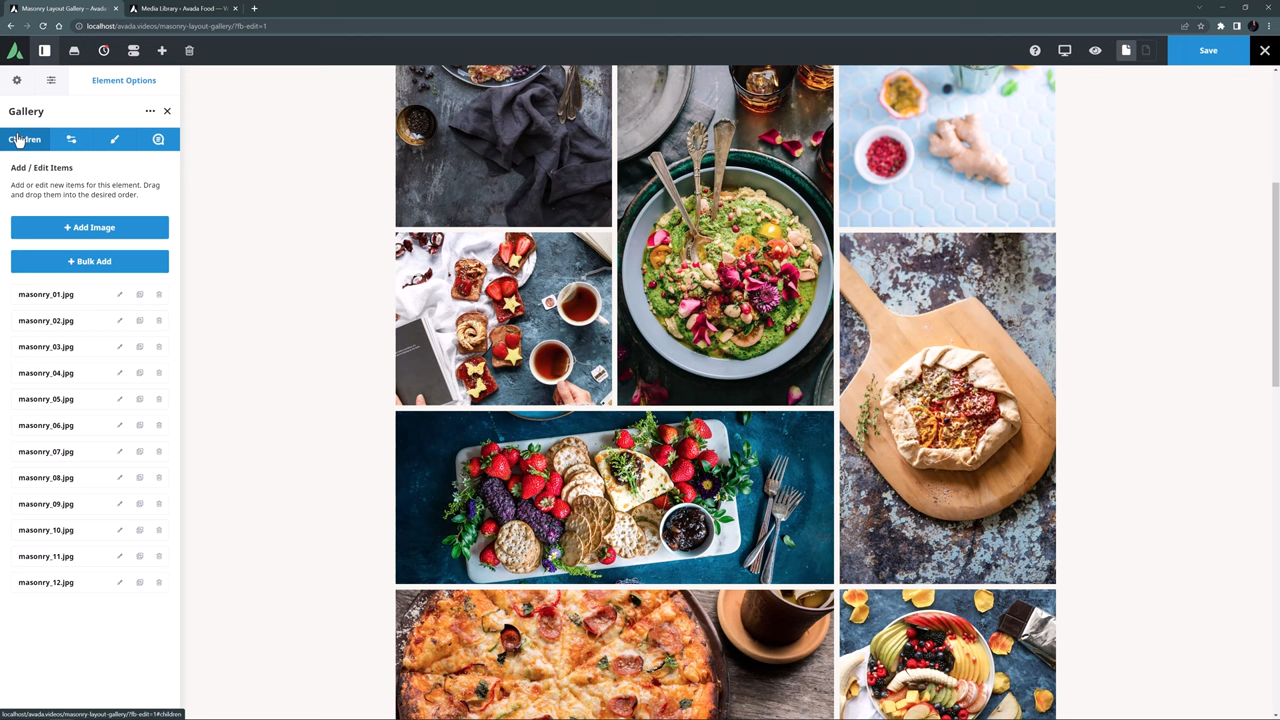 Masonry Layout Gallery – Avada
Media Library ‹ Avada Food — W
localhost/avada.videos/masonry-layout-gallery/?fb-edit=1
Save
Element Options
Gallery
Children
Add / Edit Items
Add or edit new items for this element. Drag
and drop them into the desired order.
+ Add Image
+ Bulk Add
masonry_01.jpg
masonry_02.jpg
masonry_03.jpg
masonry_04.jpg
masonry_05.jpg
masonry_06.jpg
masonry_07.jpg
masonry_08.jpg
masonry_09.jpg
masonry_10.jpg
masonry_11.jpg
masonry_12.jpg
localhost/avada.videos/masonry-layout-gallery/?fb-edit=1#children